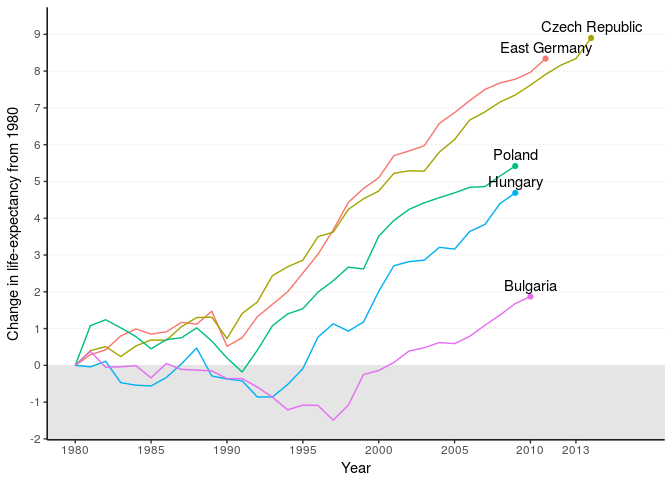 Czech Republic
East Germany
Poland
Hungary
Bulgaria
Change in life-expectancy from 1980
9
8
7
6
5
4
3
2
1
0
-1
-2
1980 1985 1990 1995 2000 2005 2010 2013
Year